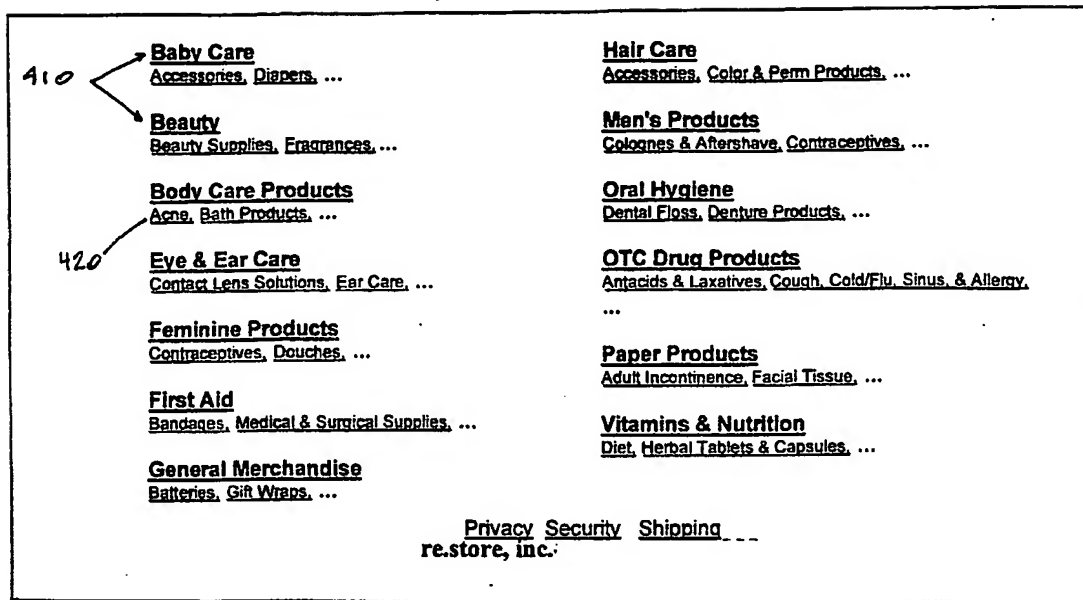 410
Baby Care
Accessories, Diapers, ...
Beauty
Beauty Supplies, Fragrances, ...
Body Care Products
Acne, Bath Products, ...
420
Eye & Ear Care
Contact Lens Solutions, Ear Care, ...
Feminine Products
Contraceptives, Douches, ...
First Aid
Bandages, Medical & Surgical Supplies, ...
General Merchandise
Batteries, Gift Wraps, ...
Hair Care
Accessories, Color & Perm Products, ...
Men's Products
Colognes & Aftershave, Contraceptives, ...
Oral Hygiene
Dental Floss, Denture Products, ...
OTC Drug Products
Antacids & Laxatives, Cough, Cold/Flu, Sinus, & Allergy,
...
Paper Products
Adult Incontinence, Facial Tissue, ...
Vitamins & Nutrition
Diet, Herbal Tablets & Capsules, ...
Privacy Security Shipping
re.store, inc.